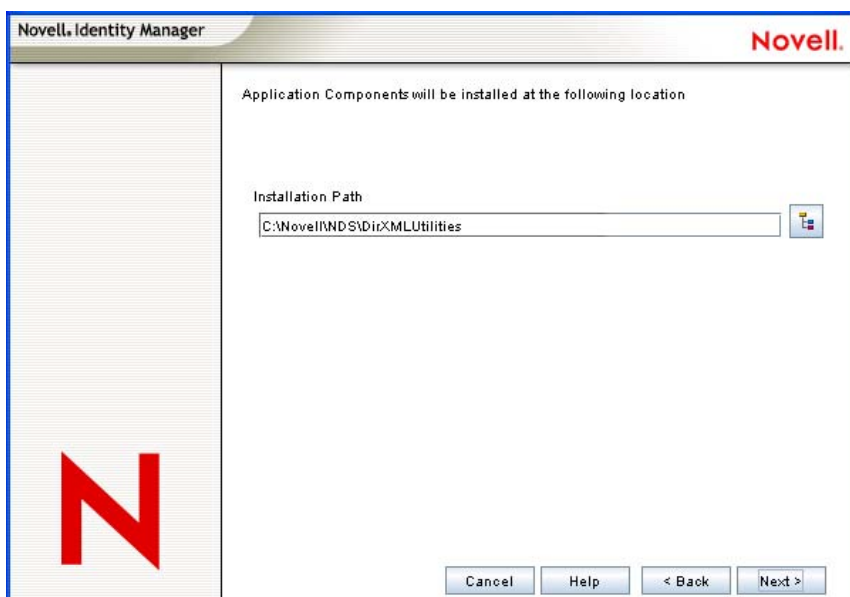 Novell. Identity Manager
Novell.
Application Components will be installed at the following location
Installation Path
C:\Novell\NDS\DirXMLUtilities
N
Cancel Help < Back Next >